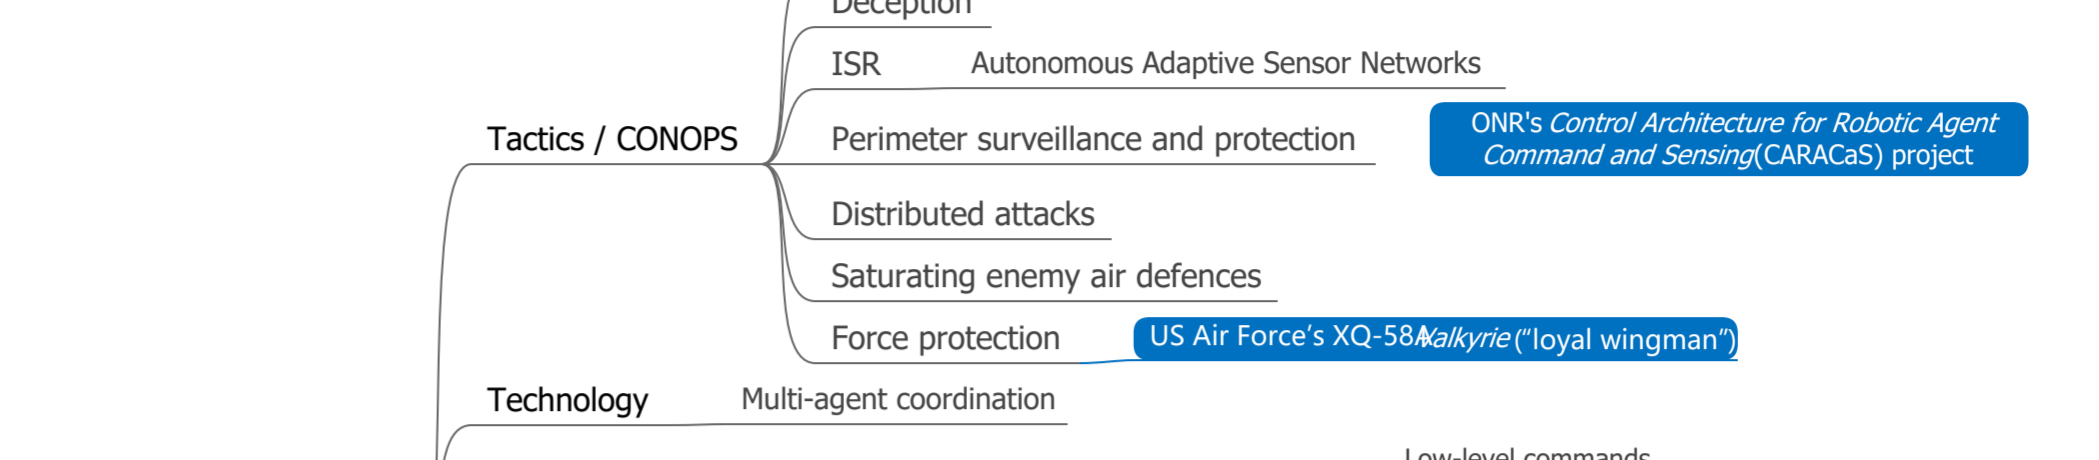 Deception
ISR
Autonomous Adaptive Sensor Networks
Tactics / CONOPS
Perimeter surveillance and protection
ONR's Control Architecture for Robotic Agent
Command and Sensing(CARACaS) project
Distributed attacks
Saturating enemy air defences
Force protection
US Air Force’s XQ-58A Valkyrie (“loyal wingman”)
Technology
Multi-agent coordination
Low-level commands